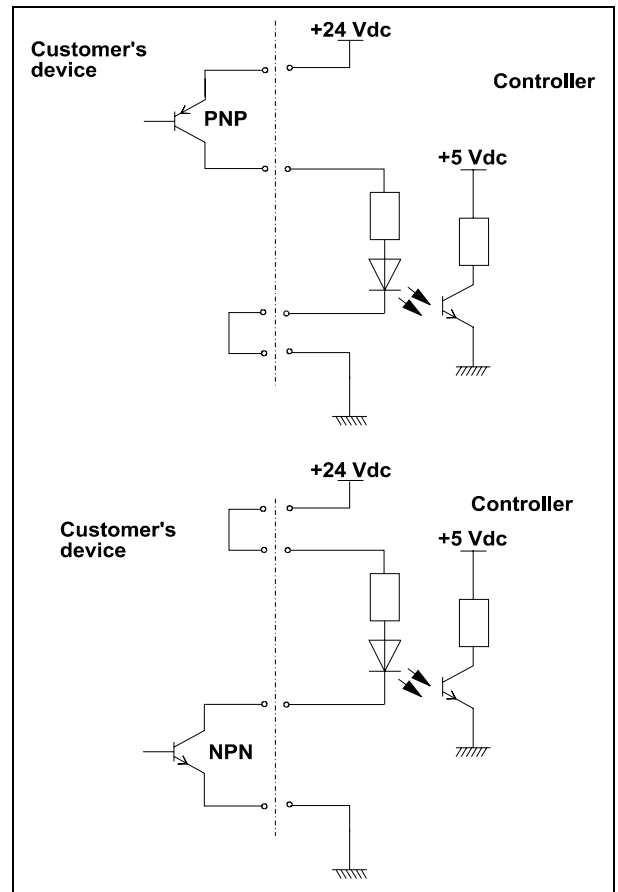 +24 Vdc
Customer's
device
Controller
PNP
+5 Vdc
+24 Vdc
Controller
Customer's
device
+5 Vdc
NPN